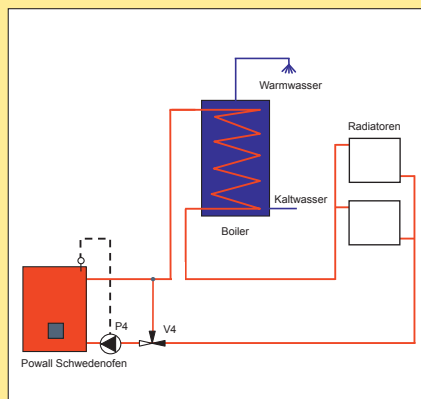 Warmwasser
Radiatoren
Kaltwasser
Boiler
P4
V4
Powall Schwedenofen